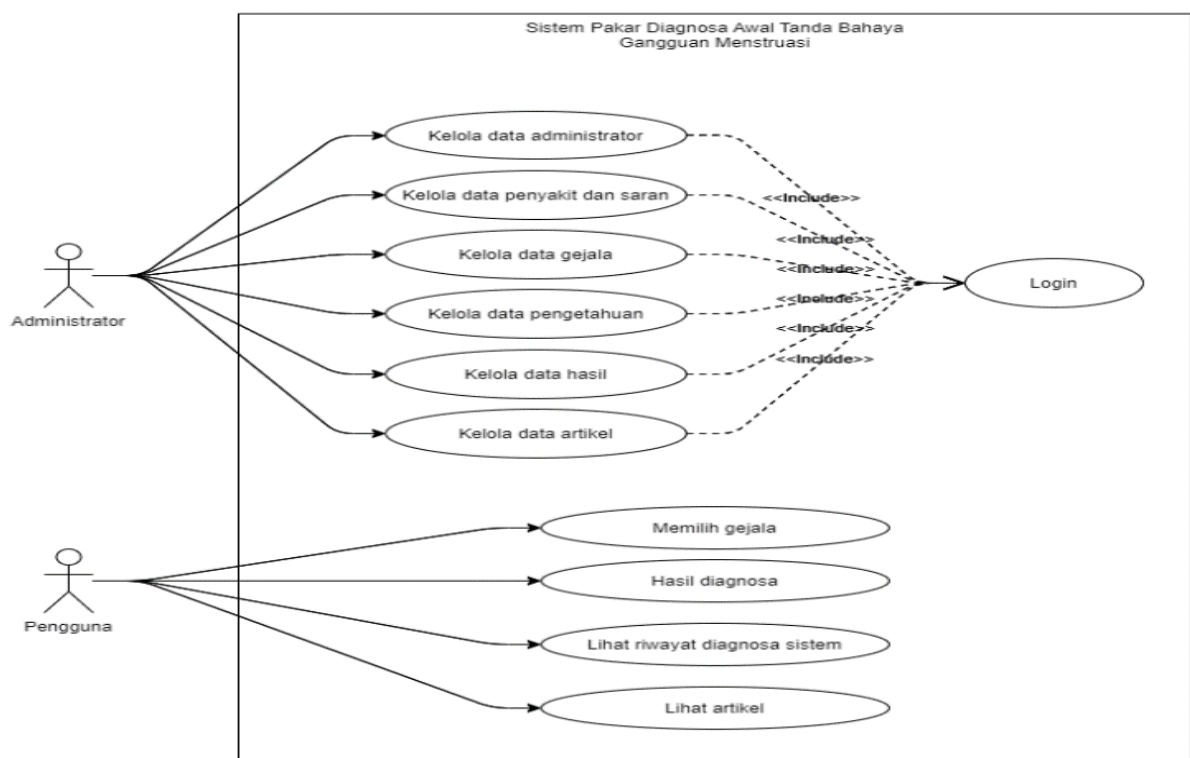 Sistem Pakar Diagnosa Awal Tanda Bahaya
Gangguan Menstruasi
Kelola data administrator
Kelola data penyakit dan saran
<<Include>>
<<Include>>
Kelola data gejala
<<Include>>
Login
Administrator
Kelola data pengetahuan
<<Include>>
<<Include>>
<<Include>>
Kelola data hasil
Kelola data artikel
Memilih gejala
Hasil diagnosa
Pengguna
Lihat riwayat diagnosa sistem
Lihat artikel